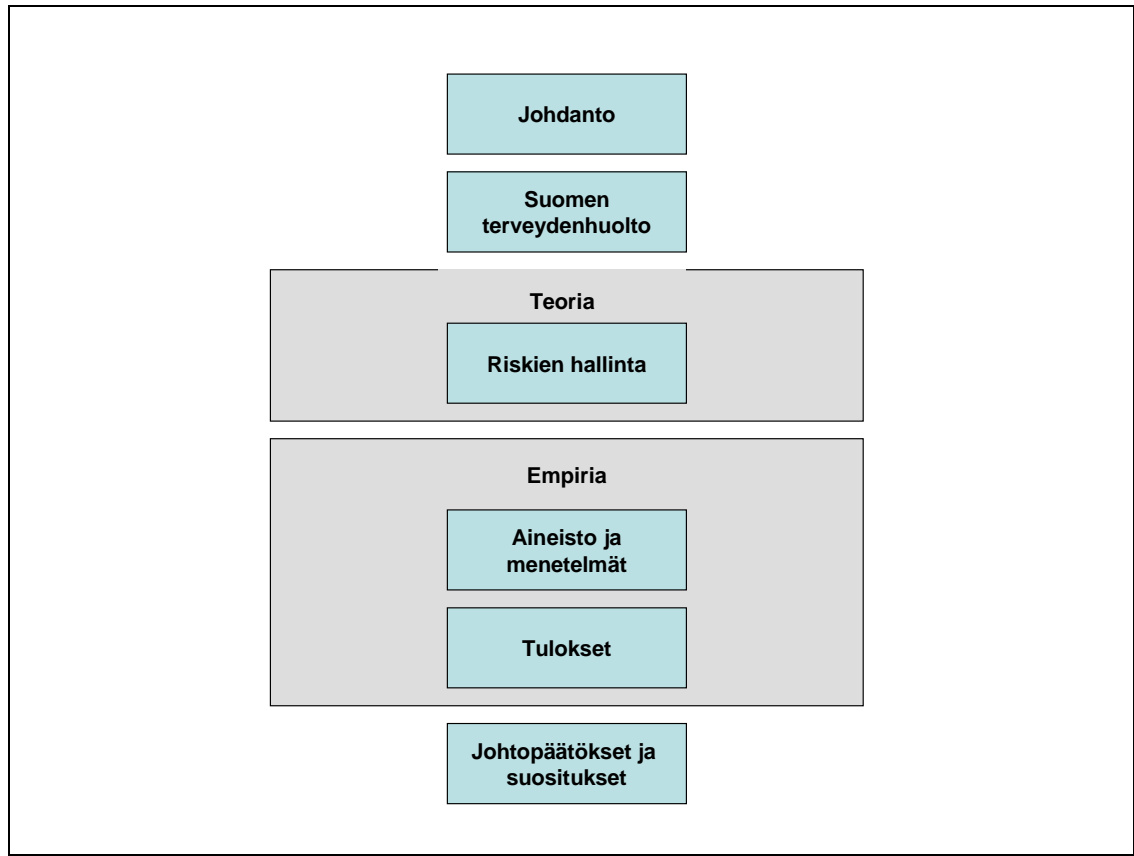 Johdanto
Suomen
terveydenhuolto
Teoria
Riskien hallinta
Empiria
Aineisto ja
menetelmät
Tulokset
Johtopäätökset ja
suositukset